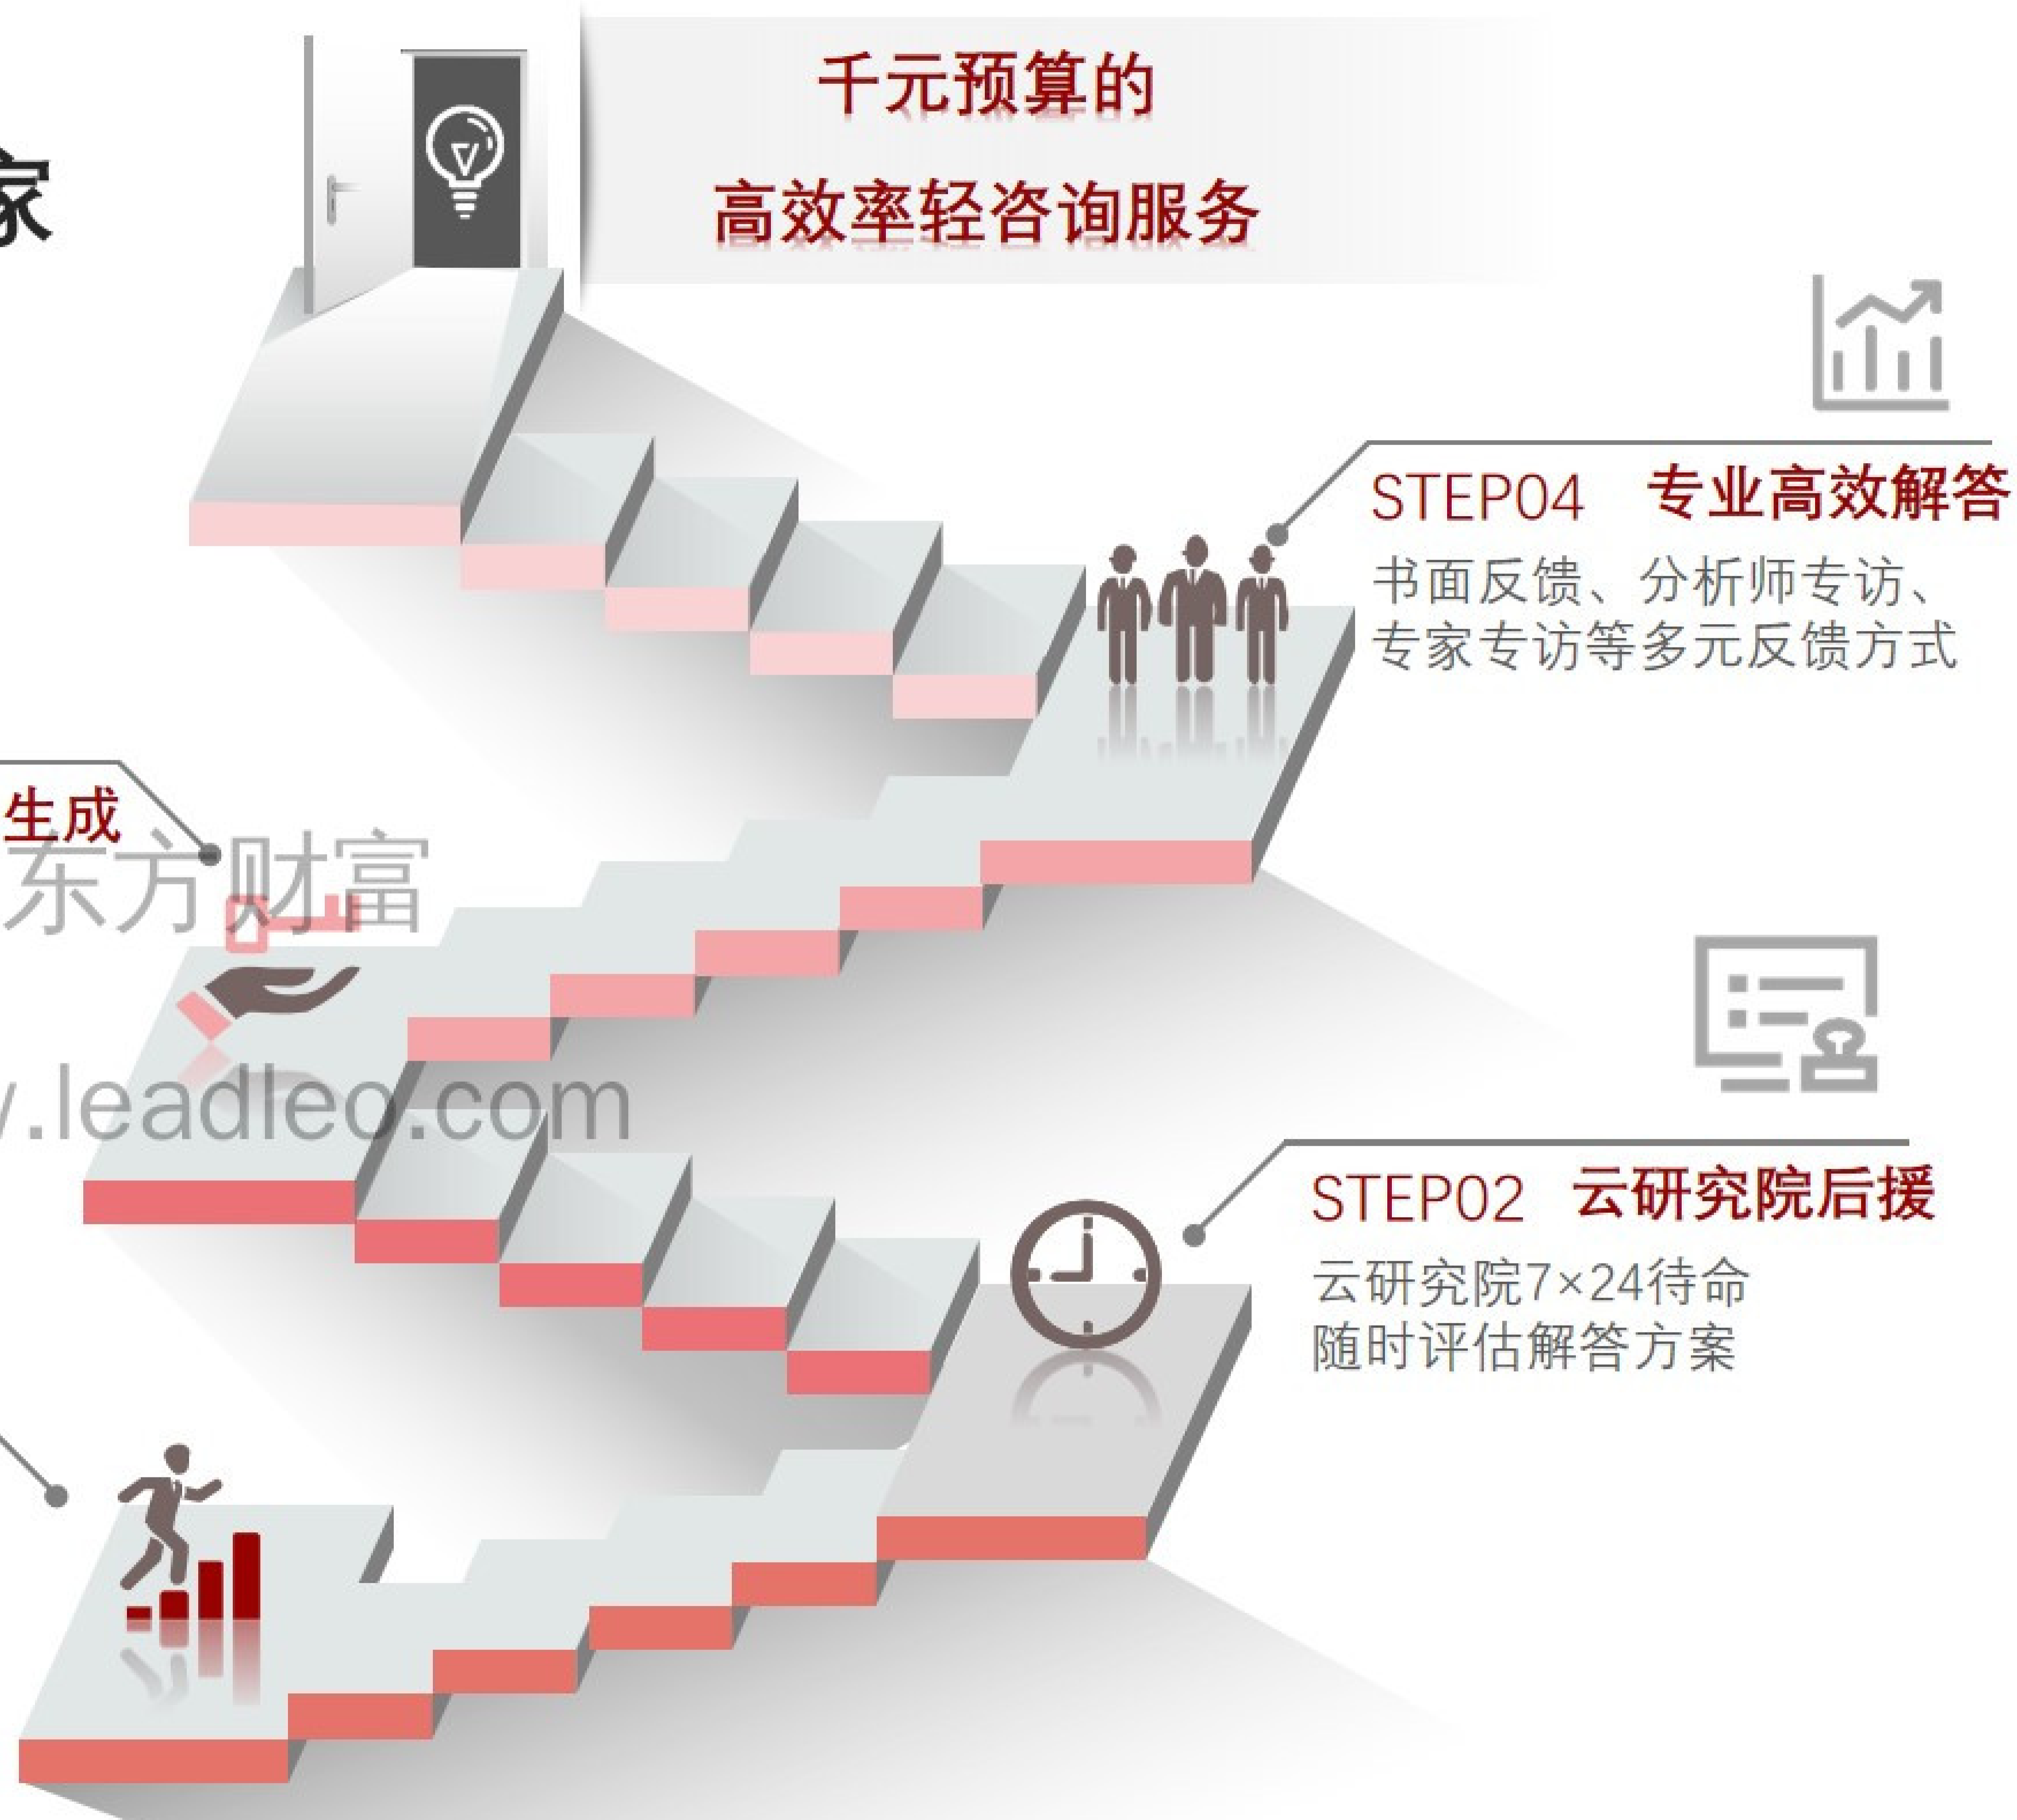 千元预算的
高效率轻咨询服务
家
STEP04 专业高效解答
书面反馈、分析师专访、
专家专访等多元反馈方式
生成
东方财富
.leadleo.com
STEP02 云研究院后援
云研究院7×24待命
随时评估解答方案